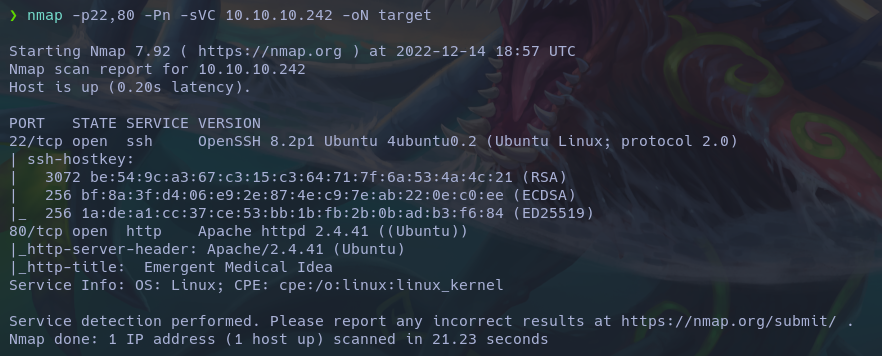 ❯ nmap -p22,80 -Pn -sVC 10.10.10.242 -oN target
Starting Nmap 7.92 ( https://nmap.org ) at 2022-12-14 18:57 UTC
Nmap scan report for 10.10.10.242
Host is up (0.20s latency).
PORT   STATE SERVICE VERSION
22/tcp open  ssh     OpenSSH 8.2p1 Ubuntu 4ubuntu0.2 (Ubuntu Linux; protocol 2.0)
| ssh-hostkey:
|   3072 be:54:9c:a3:67:c3:15:c3:64:71:7f:6a:53:4a:4c:21 (RSA)
|   256 bf:8a:3f:d4:06:e9:2e:87:4e:c9:7e:ab:22:0e:c0:ee (ECDSA)
|_  256 1a:de:a1:cc:37:ce:53:bb:1b:fb:2b:0b:ad:b3:f6:84 (ED25519)
80/tcp open  http    Apache httpd 2.4.41 ((Ubuntu))
|_http-server-header: Apache/2.4.41 (Ubuntu)
|_http-title:  Emergent Medical Idea
Service Info: OS: Linux; CPE: cpe:/o:linux:linux_kernel
Service detection performed. Please report any incorrect results at https://nmap.org/submit/ .
Nmap done: 1 IP address (1 host up) scanned in 21.23 seconds